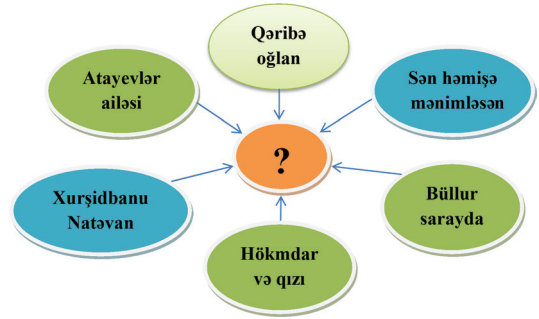 Qəribə
oğlan
Atayevlər
ailəsi
Sən həmişə
mənimləsən
?
Xurşidbanu
Natəvan
Büllur
sarayda
Hökmdar
və qızı